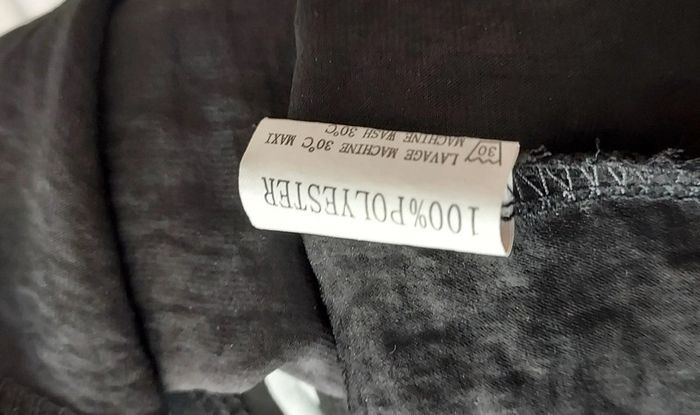 100%POLYESTER
LAVAGE MACHINE 30°C MAXI
30 MACHINE WASH 30°C